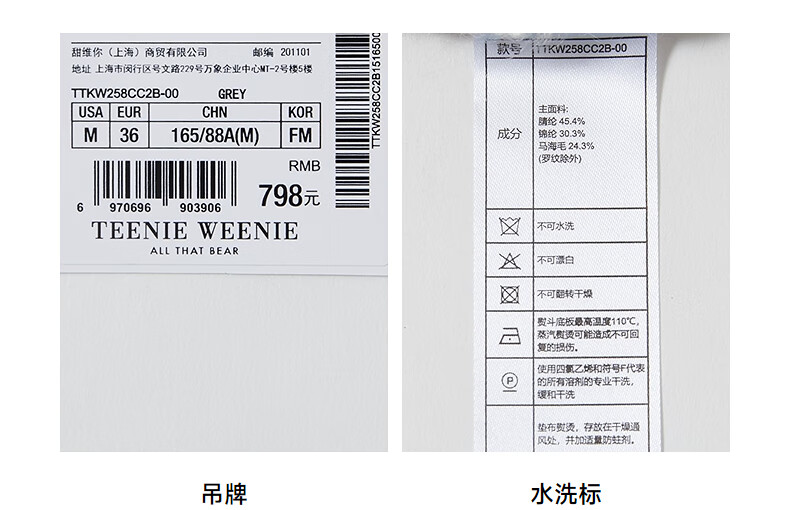 甜维你（上海）商贸有限公司 邮编 201101
地址 上海市闵行区号文路229号万象企业中心MT-2号楼5楼
TTKW258CC2B-00 GREY
USA EUR CHN KOR
M 36 165/88A(M) FM
RMB
798元
6 970696 903906
TEENIE WEENIE
ALL THAT BEAR
TTKW258CC2B1516500
吊牌
款号 TTKW258CC2B-00
成分
主面料:
腈纶 45.4%
锦纶 30.3%
马海毛 24.3%
(罗纹除外)
不可水洗
不可漂白
不可翻转干燥
熨斗底板最高温度110℃,
蒸汽熨烫可能造成不可回
复的损伤。
P
使用四氯乙烯和符号F代表
的所有溶剂的专业干洗,
缓和干洗
垫布熨烫，存放在干燥通
风处，并加适量防蛀剂。
水洗标